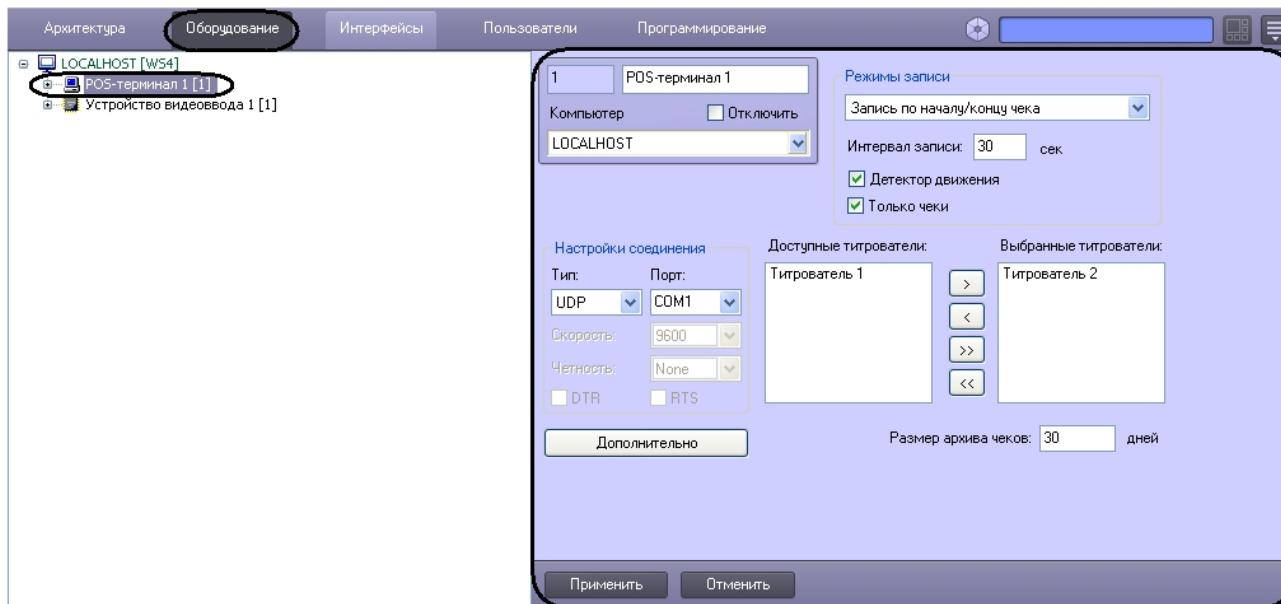 Архитектура Оборудование Интерфейсы Пользователи Программирование
LOCALHOST [WS4]
POS-терминал 1 [1]
Устройство видеоввода 1 [1]
1 POS-терминал 1
Компьютер Отключить
LOCALHOST
Режимы записи
Запись по началу/концу чека
Интервал записи: 30 сек
Детектор движения
Только чеки
Настройки соединения
Тип: Порт:
UDP COM1
Скорость: 9600
Четность: None
DTR RTS
Дополнительно
Доступные титрователи: Выбранные титрователи:
Титрователь 1 Титрователь 2
>
<
>>
<<
Размер архива чеков: 30 дней
Применить Отменить